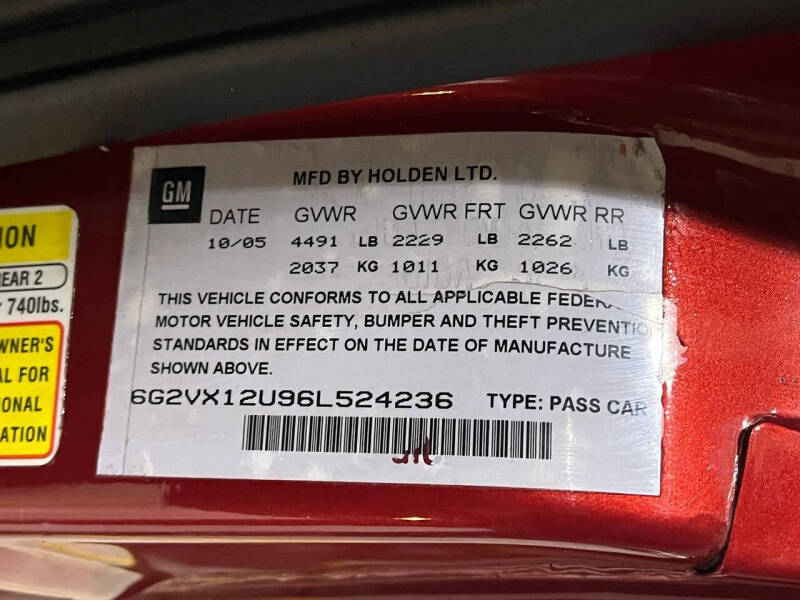 GM
MFD BY HOLDEN LTD.
DATE GVWR GVWR FRT GVWR RR
10/05 4491 LB 2229 LB 2262 LB
2037 KG 1011 KG 1026 KG
THIS VEHICLE CONFORMS TO ALL APPLICABLE
MOTOR VEHICLE SAFETY, BUMPER AND THEFT PREVENTIO
STANDARDS IN EFFECT ON THE DATE OF MANUFACTURE
SHOWN ABOVE.
6G2VX12U96L524236 TYPE: PASS CAR
ION
REAR 2
740lbs.
WNER'S
AL FOR
IONAL
ATION